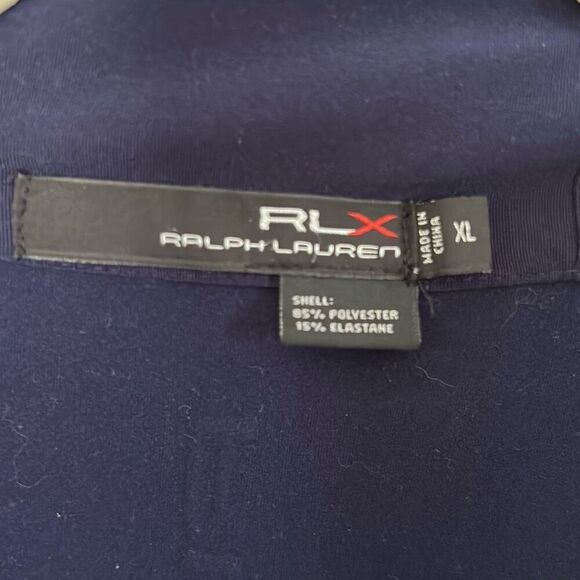 RLX
RALPH LAUREN
MADE IN
CHINA
XL
SHELL:
85% POLYESTER
15% ELASTANE